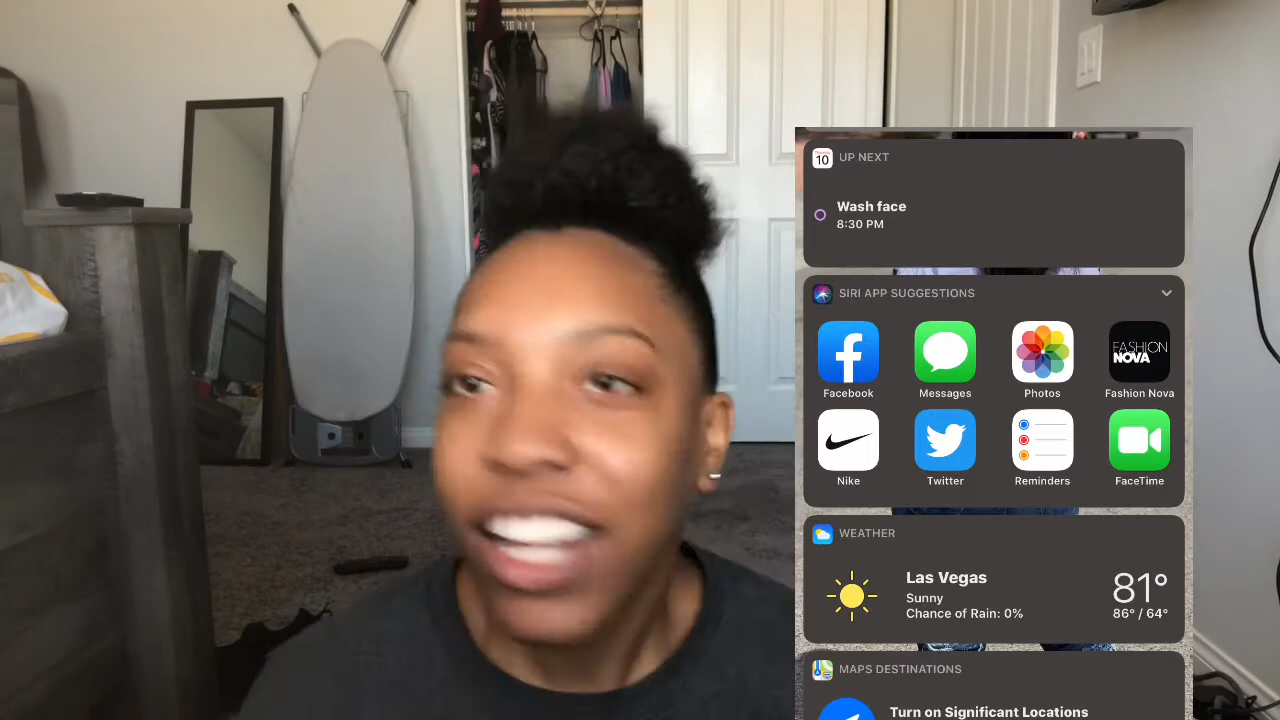 10
UP NEXT
Wash face
8:30 PM
SIRI APP SUGGESTIONS
FASHION
NOVA
Facebook
Messages
Photos
Fashion Nova
Nike
Twitter
Reminders
FaceTime
WEATHER
Las Vegas
Sunny
Chance of Rain: 0%
81°
86° / 64°
MAPS DESTINATIONS
Turn on Significant Locations